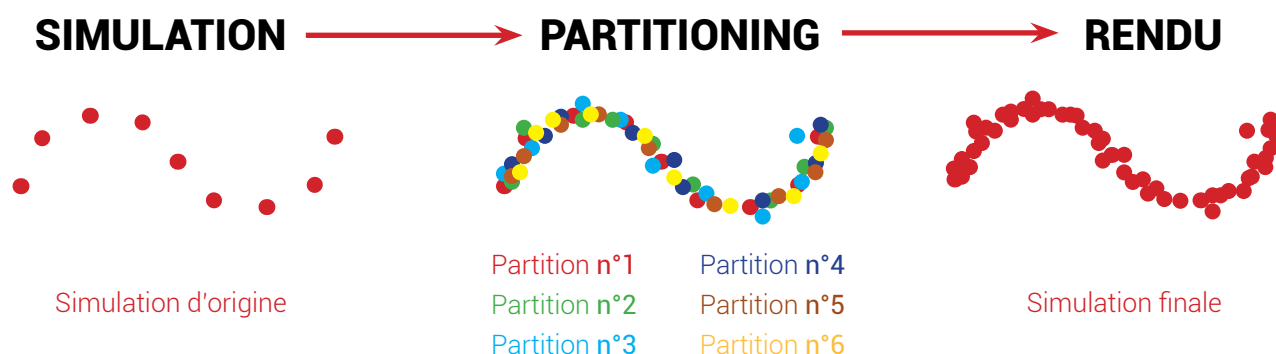 SIMULATION
PARTITIONING
RENDU
Simulation d'origine
Partition n°1
Partition n°2
Partition n°3
Partition n°4
Partition n°5
Partition n°6
Simulation finale